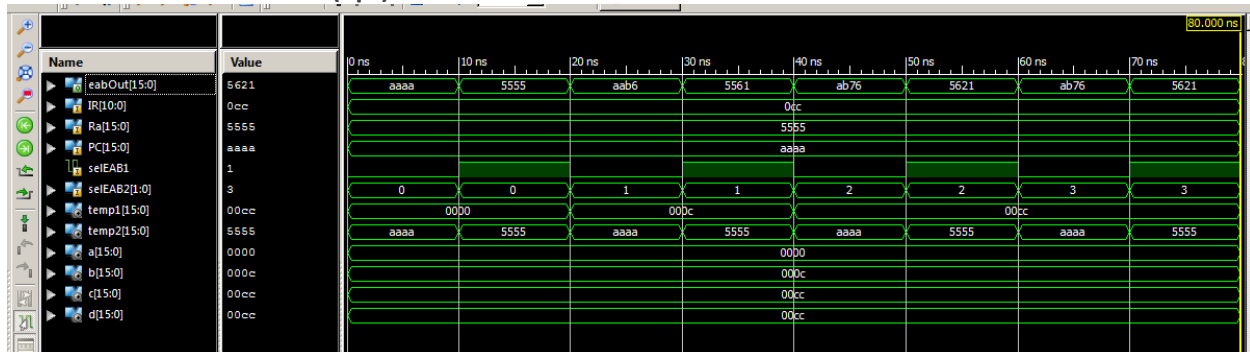 80.000 ns
Name Value 0 ns 10 ns 20 ns 30 ns 40 ns 50 ns 60 ns 70 ns
eabOut[15:0] 5621 aaaa 5555 aab6 5561 ab76 5621 ab76 5621
IR[10:0] 0cc 0cc
Ra[15:0] 5555 5555
PC[15:0] aaaa aaaa
selEAB1 1
selEAB2[1:0] 3 0 0 1 1 2 2 3 3
temp1[15:0] 00cc 0000 000c 00cc
temp2[15:0] 5555 aaaa 5555 aaaa 5555 aaaa 5555 aaaa 5555
a[15:0] 0000 0000
b[15:0] 000c 000c
c[15:0] 00cc 00cc
d[15:0] 00cc 00cc